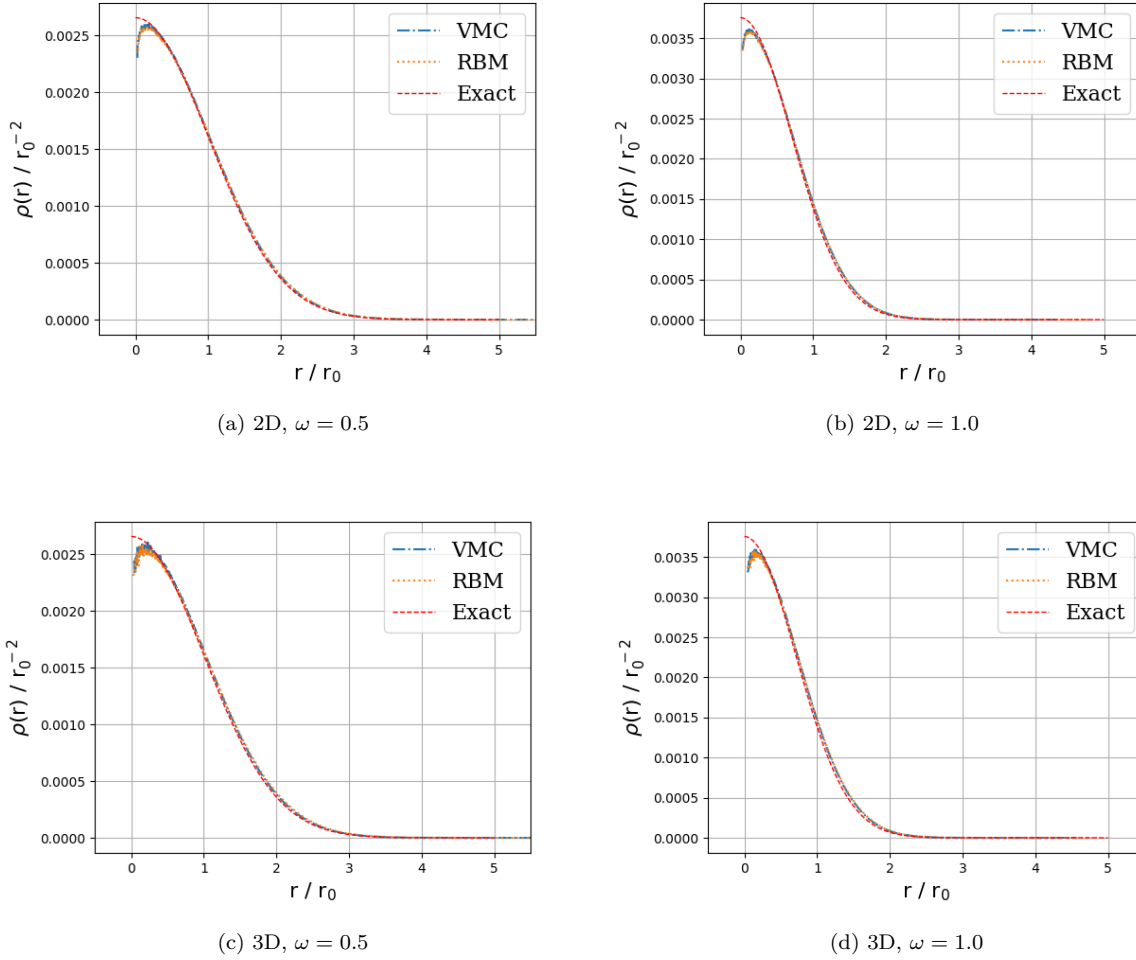 0.0025
0.0020
0.0015
0.0010
0.0005
0.0000
ρ(r) / r₀⁻²
VMC
RBM
Exact
0 1 2 3 4 5
r / r₀
(a) 2D, ω = 0.5
0.0035
0.0030
0.0025
0.0020
0.0015
0.0010
0.0005
0.0000
ρ(r) / r₀⁻²
VMC
RBM
Exact
0 1 2 3 4 5
r / r₀
(b) 2D, ω = 1.0
0.0025
0.0020
0.0015
0.0010
0.0005
0.0000
ρ(r) / r₀⁻²
VMC
RBM
Exact
0 1 2 3 4 5
r / r₀
(c) 3D, ω = 0.5
0.0035
0.0030
0.0025
0.0020
0.0015
0.0010
0.0005
0.0000
ρ(r) / r₀⁻²
VMC
RBM
Exact
0 1 2 3 4 5
r / r₀
(d) 3D, ω = 1.0